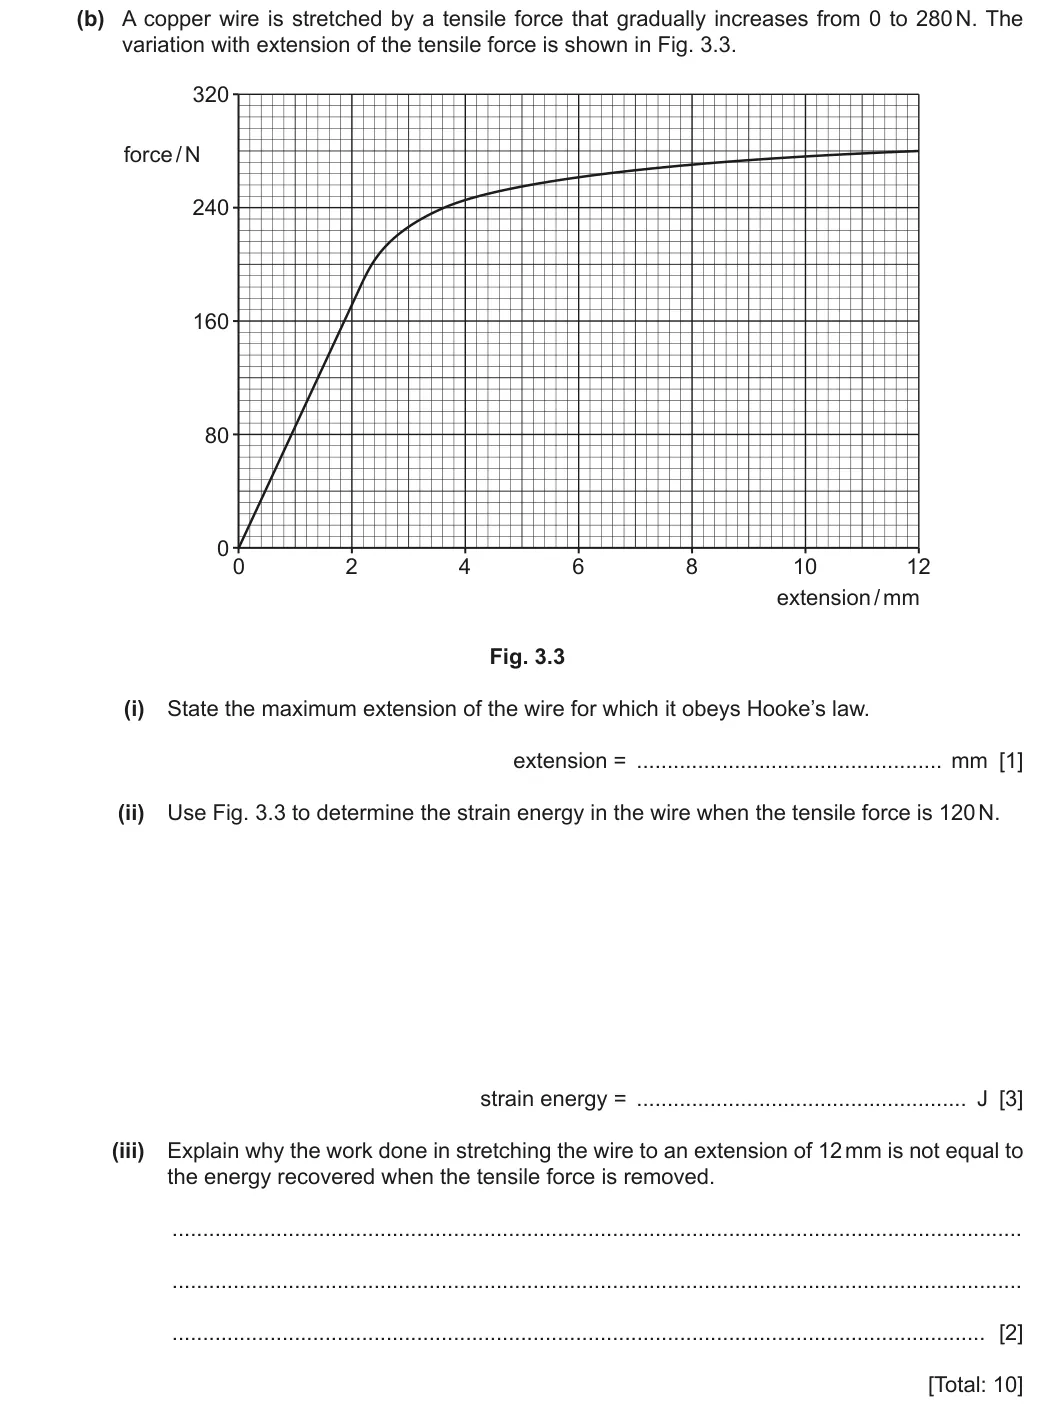 (b) A copper wire is stretched by a tensile force that gradually increases from 0 to 280 N. The
variation with extension of the tensile force is shown in Fig. 3.3.
320
force / N
240
160
80
0
0 2 4 6 8 10 12
extension / mm
Fig. 3.3
(i) State the maximum extension of the wire for which it obeys Hooke’s law.
extension = .................................................. mm [1]
(ii) Use Fig. 3.3 to determine the strain energy in the wire when the tensile force is 120 N.
strain energy = ...................................................... J [3]
(iii) Explain why the work done in stretching the wire to an extension of 12 mm is not equal to
the energy recovered when the tensile force is removed.
...........................................................................................................................................
...........................................................................................................................................
..................................................................................................................................... [2]
[Total: 10]